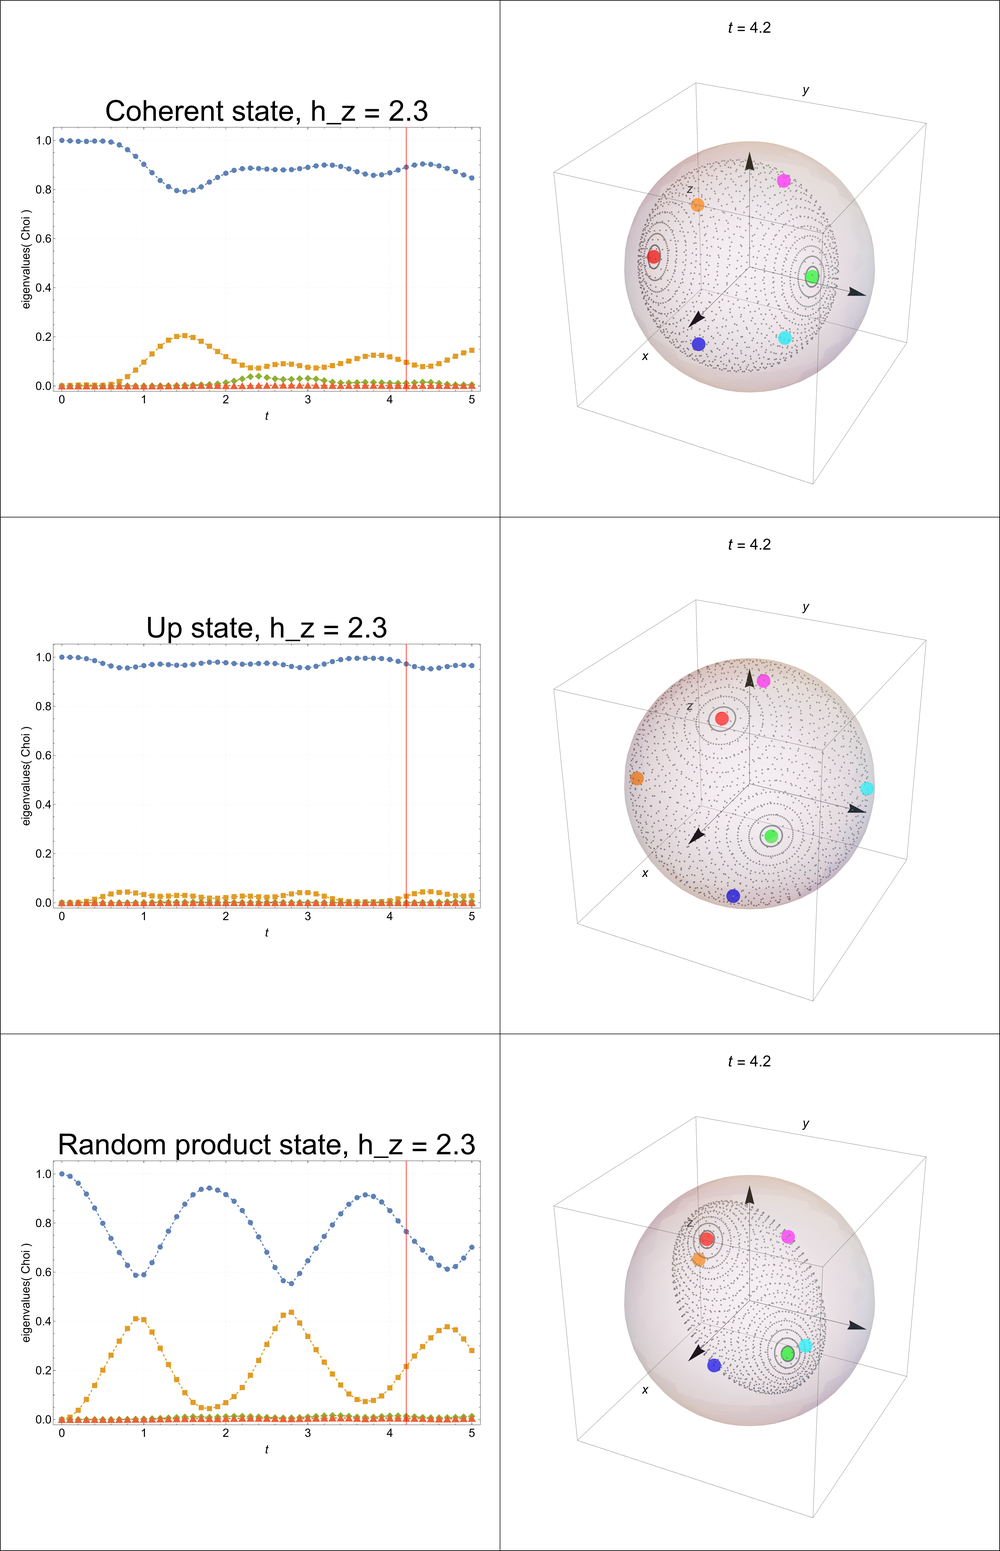 Coherent state, h_z = 2.3
eigenvalues( Choi )
1.0
0.8
0.6
0.4
0.2
0.0
0 1 2 3 4 5
t
t = 4.2
y
z
x
Up state, h_z = 2.3
eigenvalues( Choi )
1.0
0.8
0.6
0.4
0.2
0.0
0 1 2 3 4 5
t
t = 4.2
y
z
x
Random product state, h_z = 2.3
eigenvalues( Choi )
1.0
0.8
0.6
0.4
0.2
0.0
0 1 2 3 4 5
t
t = 4.2
y
z
x